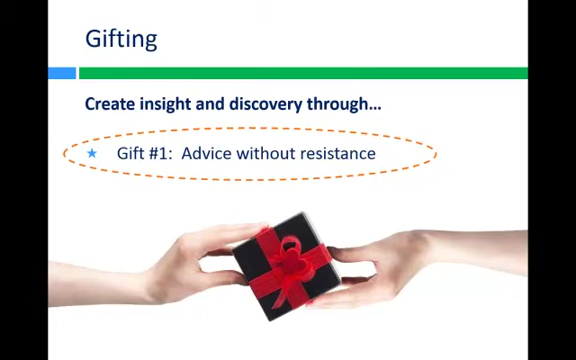 Gifting
Create insight and discovery through…
Gift #1: Advice without resistance